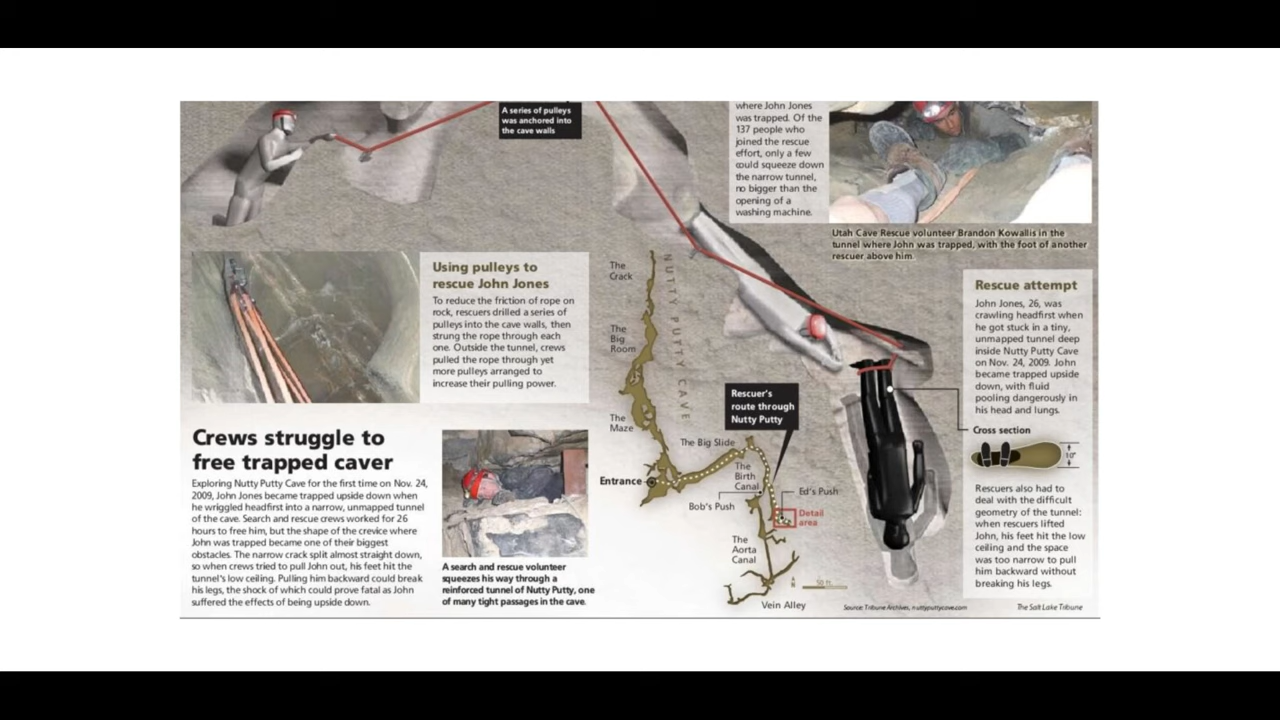 A series of pulleys
was anchored into
the cave walls
where John Jones
was trapped. Of the
137 people who
joined the rescue
effort, only a few
could squeeze down
the narrow tunnel,
no bigger than the
opening of a
washing machine.
Utah Cave Rescue volunteer Brandon Kowallis in the
tunnel where John was trapped, with the foot of another
rescuer above him.
Using pulleys to
rescue John Jones
To reduce the friction of rope on
rock, rescuers drilled a series of
pulleys into the cave walls, then
strung the rope through each
one. Outside the tunnel, crews
pulled the rope through yet
more pulleys arranged to
increase their pulling power.
Crews struggle to
free trapped caver
Exploring Nutty Putty Cave for the first time on Nov. 24,
2009, John Jones became trapped upside down when
he wriggled headfirst into a narrow, unmapped tunnel
of the cave. Search and rescue crews worked for 26
hours to free him, but the shape of the crevice where
John was trapped became one of their biggest
obstacles. The narrow crack split almost straight down,
so when crews tried to pull John out, his feet hit the
tunnel's low ceiling. Pulling him backward could break
his legs, the shock of which could prove fatal as John
suffered the effects of being upside down.
A search and rescue volunteer
squeezes his way through a
reinforced tunnel of Nutty Putty, one
of many tight passages in the cave.
NUTTY PUTTY CAVE
The
Crack
The
Big
Room
The
Maze
Entrance
The Big Slide
Rescuer's
route through
Nutty Putty
The
Birth
Canal
Bob's Push
Ed's Push
Detail
area
The
Aorta
Canal
N
50 ft.
Vein Alley
Rescue attempt
John Jones, 26, was
crawling headfirst when
he got stuck in a tiny,
unmapped tunnel deep
inside Nutty Putty Cave
on Nov. 24, 2009. John
became trapped upside
down, with fluid
pooling dangerously in
his head and lungs.
Cross section
10"
Rescuers also had to
deal with the difficult
geometry of the tunnel:
when rescuers lifted
John, his feet hit the low
ceiling and the space
was too narrow to pull
him backward without
breaking his legs.
Source: Tribune Archives, nuttyputtycave.com
The Salt Lake Tribune